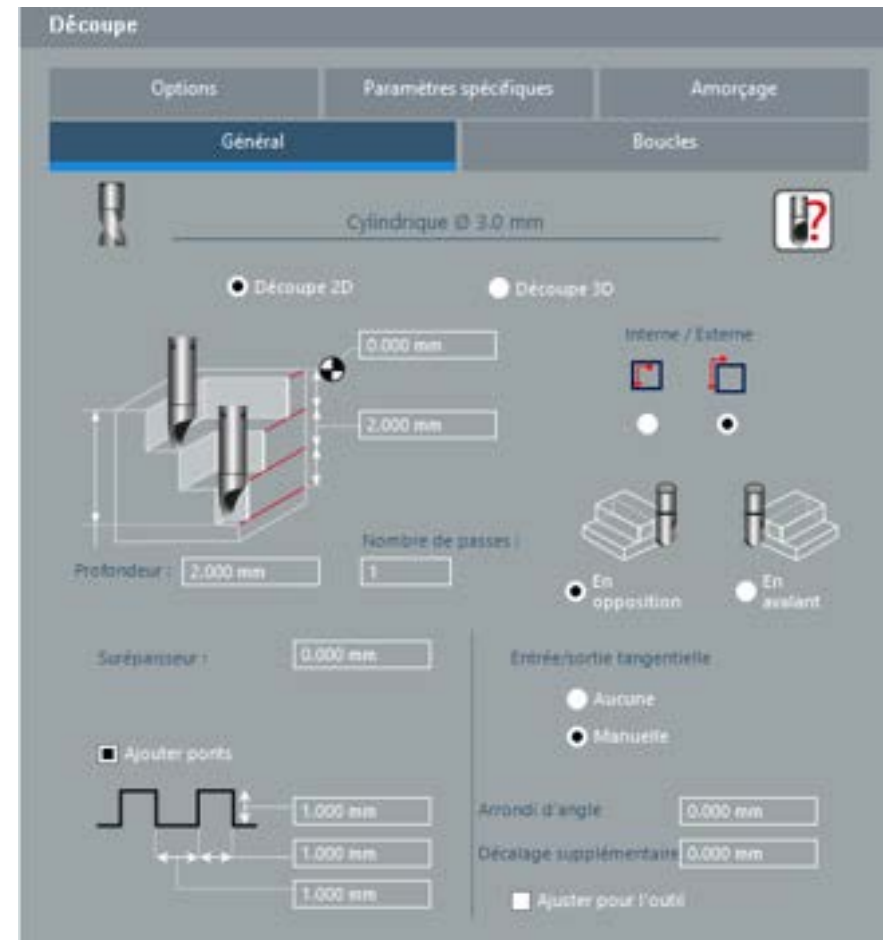 Découpe
Options
Paramètres spécifiques
Amorçage
Général
Boucles
Cylindrique Ø 3.0 mm
?
Découpe 2D
Découpe 3D
0.000 mm
Interne / Externe
2.000 mm
Nombre de passes :
Profondeur : 2.000 mm
1
En opposition
En avalant
Surépaisseur :
0.000 mm
Entrée/sortie tangentielle
Aucune
Manuelle
Ajouter ponts
1.000 mm
Arrondi d'angle
0.000 mm
1.000 mm
Décalage supplémentaire
0.000 mm
1.000 mm
Ajuster pour l'outil